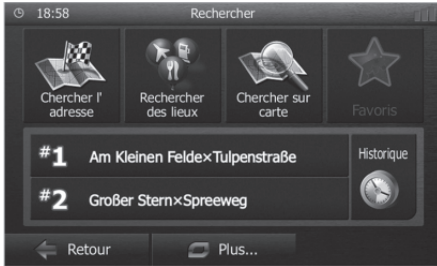 18:58 Rechercher
Chercher l'
adresse
Rechercher
des lieux
Chercher sur
carte
Favoris
#1 Am Kleinen Felde×Tulpenstraße
#2 Großer Stern×Spreeweg
Historique
Retour
Plus...